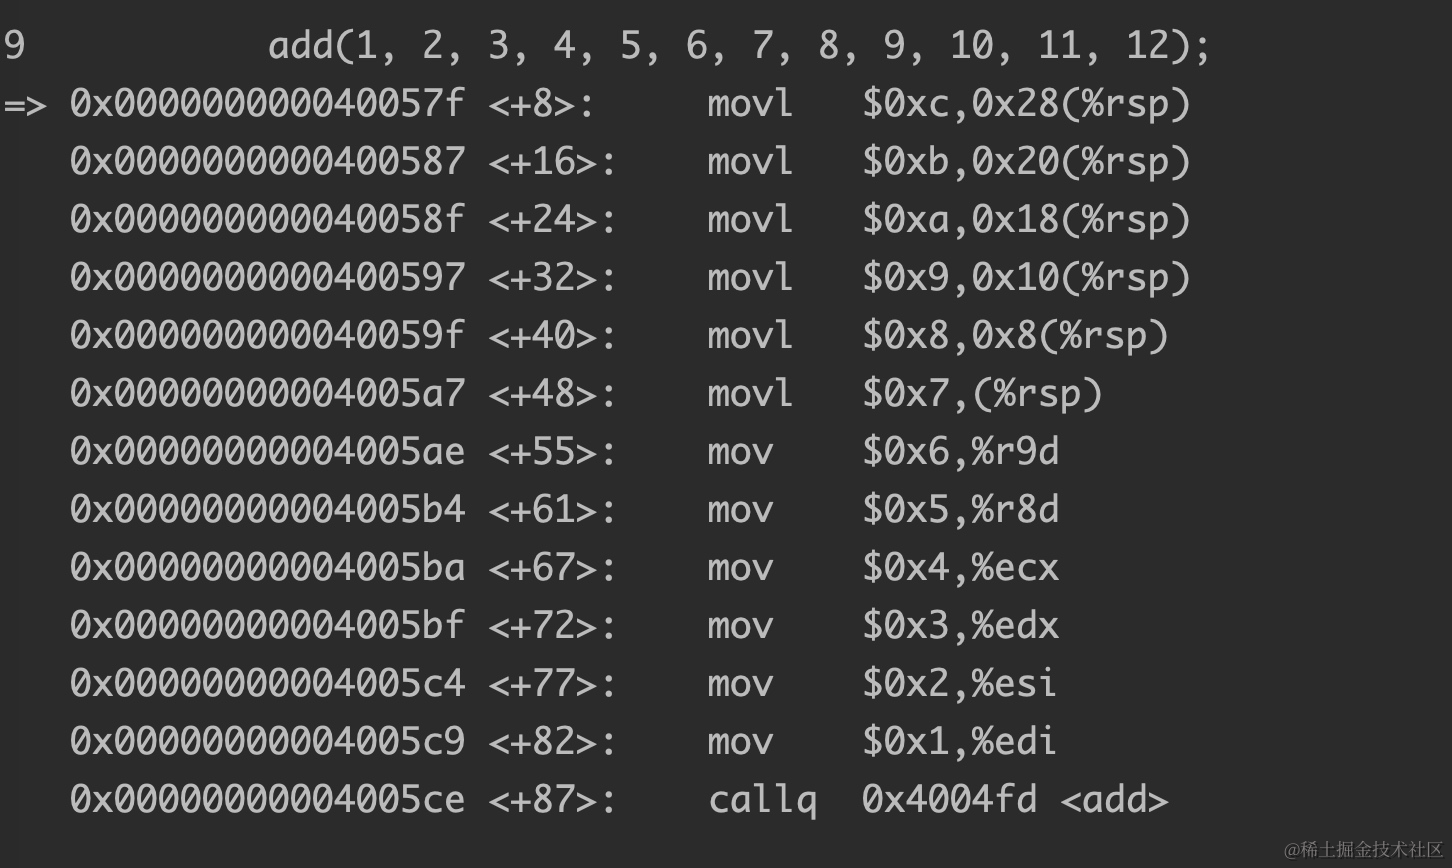 9          add(1, 2, 3, 4, 5, 6, 7, 8, 9, 10, 11, 12);
=> 0x000000000040057f <+8>:     movl   $0xc,0x28(%rsp)
   0x0000000000400587 <+16>:    movl   $0xb,0x20(%rsp)
   0x000000000040058f <+24>:    movl   $0xa,0x18(%rsp)
   0x0000000000400597 <+32>:    movl   $0x9,0x10(%rsp)
   0x000000000040059f <+40>:    movl   $0x8,0x8(%rsp)
   0x00000000004005a7 <+48>:    movl   $0x7,(%rsp)
   0x00000000004005ae <+55>:    mov    $0x6,%r9d
   0x00000000004005b4 <+61>:    mov    $0x5,%r8d
   0x00000000004005ba <+67>:    mov    $0x4,%ecx
   0x00000000004005bf <+72>:    mov    $0x3,%edx
   0x00000000004005c4 <+77>:    mov    $0x2,%esi
   0x00000000004005c9 <+82>:    mov    $0x1,%edi
   0x00000000004005ce <+87>:    callq  0x4004fd <add>
@稀土掘金技术社区